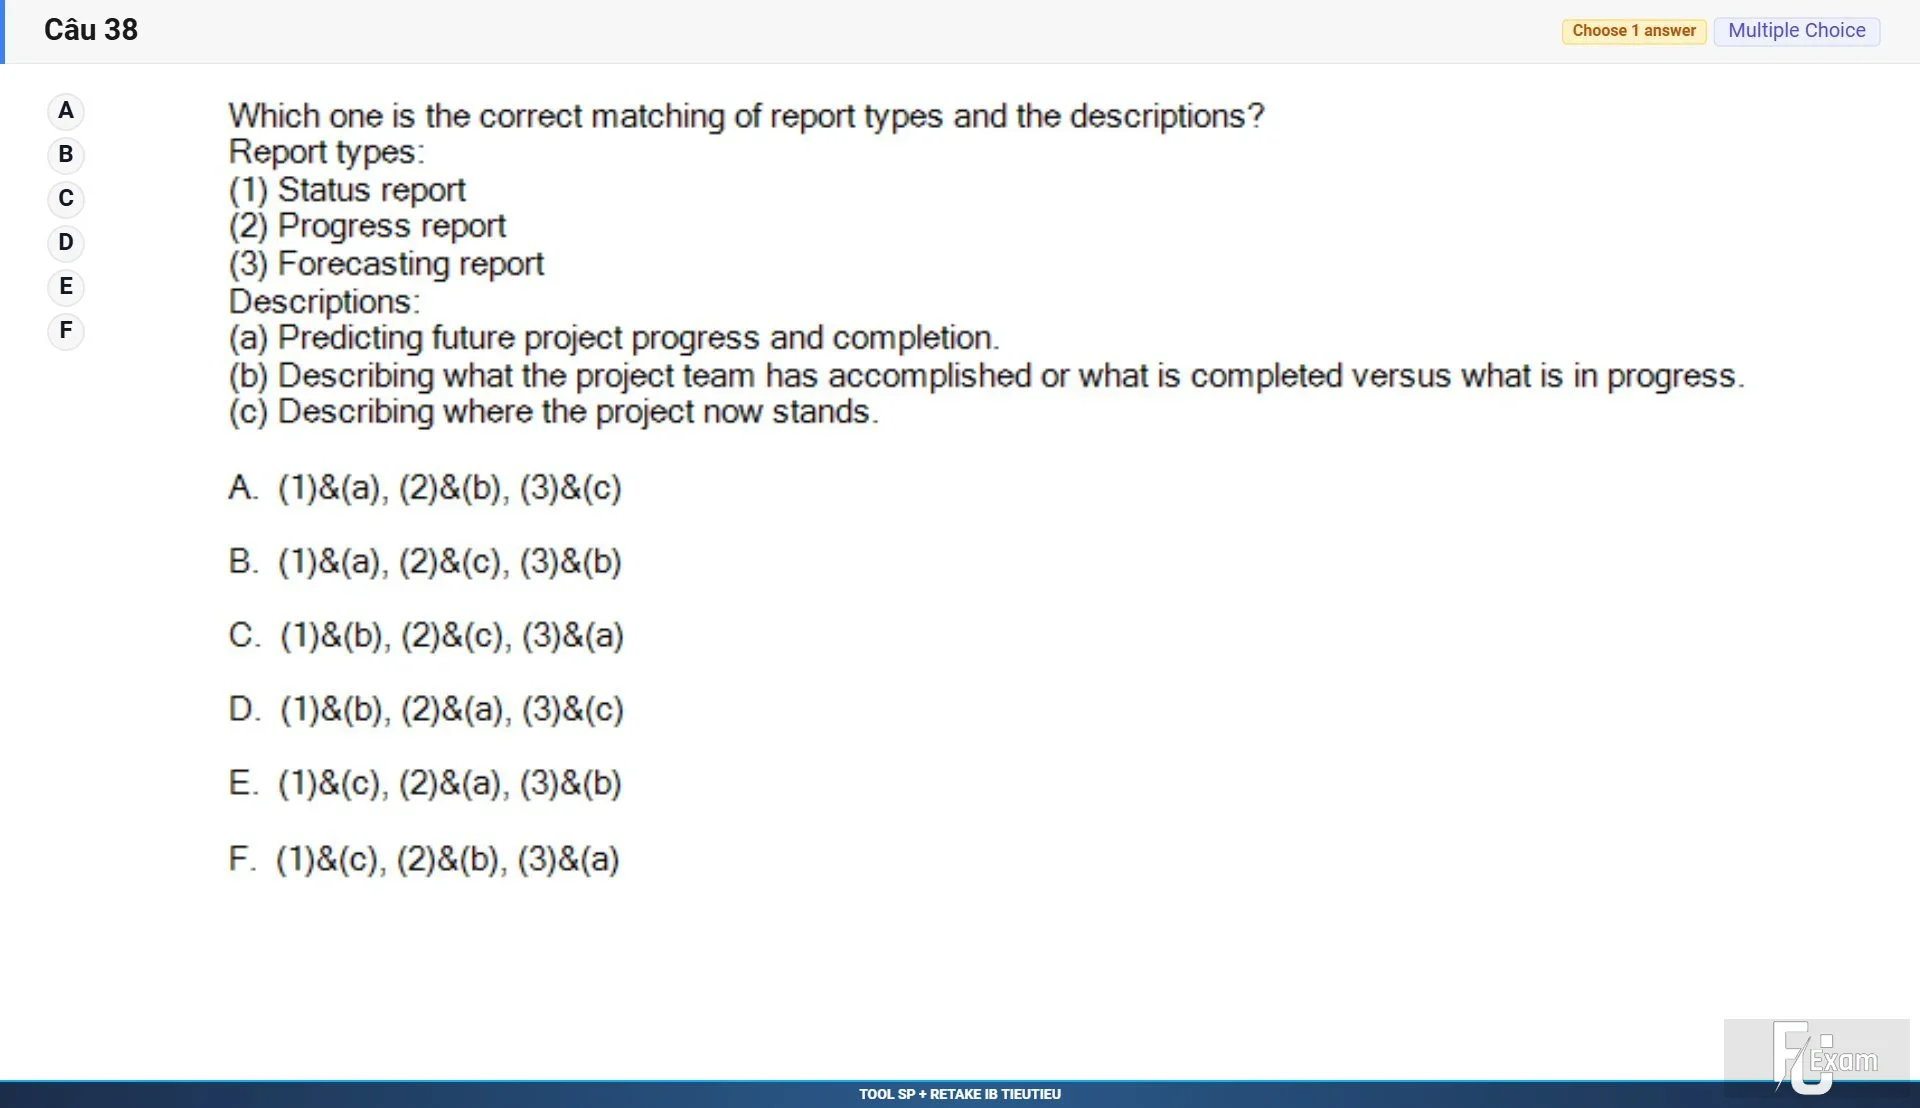 Câu 38
Choose 1 answer
Multiple Choice
A
B
C
D
E
F
Which one is the correct matching of report types and the descriptions?
Report types:
(1) Status report
(2) Progress report
(3) Forecasting report
Descriptions:
(a) Predicting future project progress and completion.
(b) Describing what the project team has accomplished or what is completed versus what is in progress.
(c) Describing where the project now stands.
A. (1)&(a), (2)&(b), (3)&(c)
B. (1)&(a), (2)&(c), (3)&(b)
C. (1)&(b), (2)&(c), (3)&(a)
D. (1)&(b), (2)&(a), (3)&(c)
E. (1)&(c), (2)&(a), (3)&(b)
F. (1)&(c), (2)&(b), (3)&(a)
Exam
TOOL SP + RETAKE IB TIEUTIEU